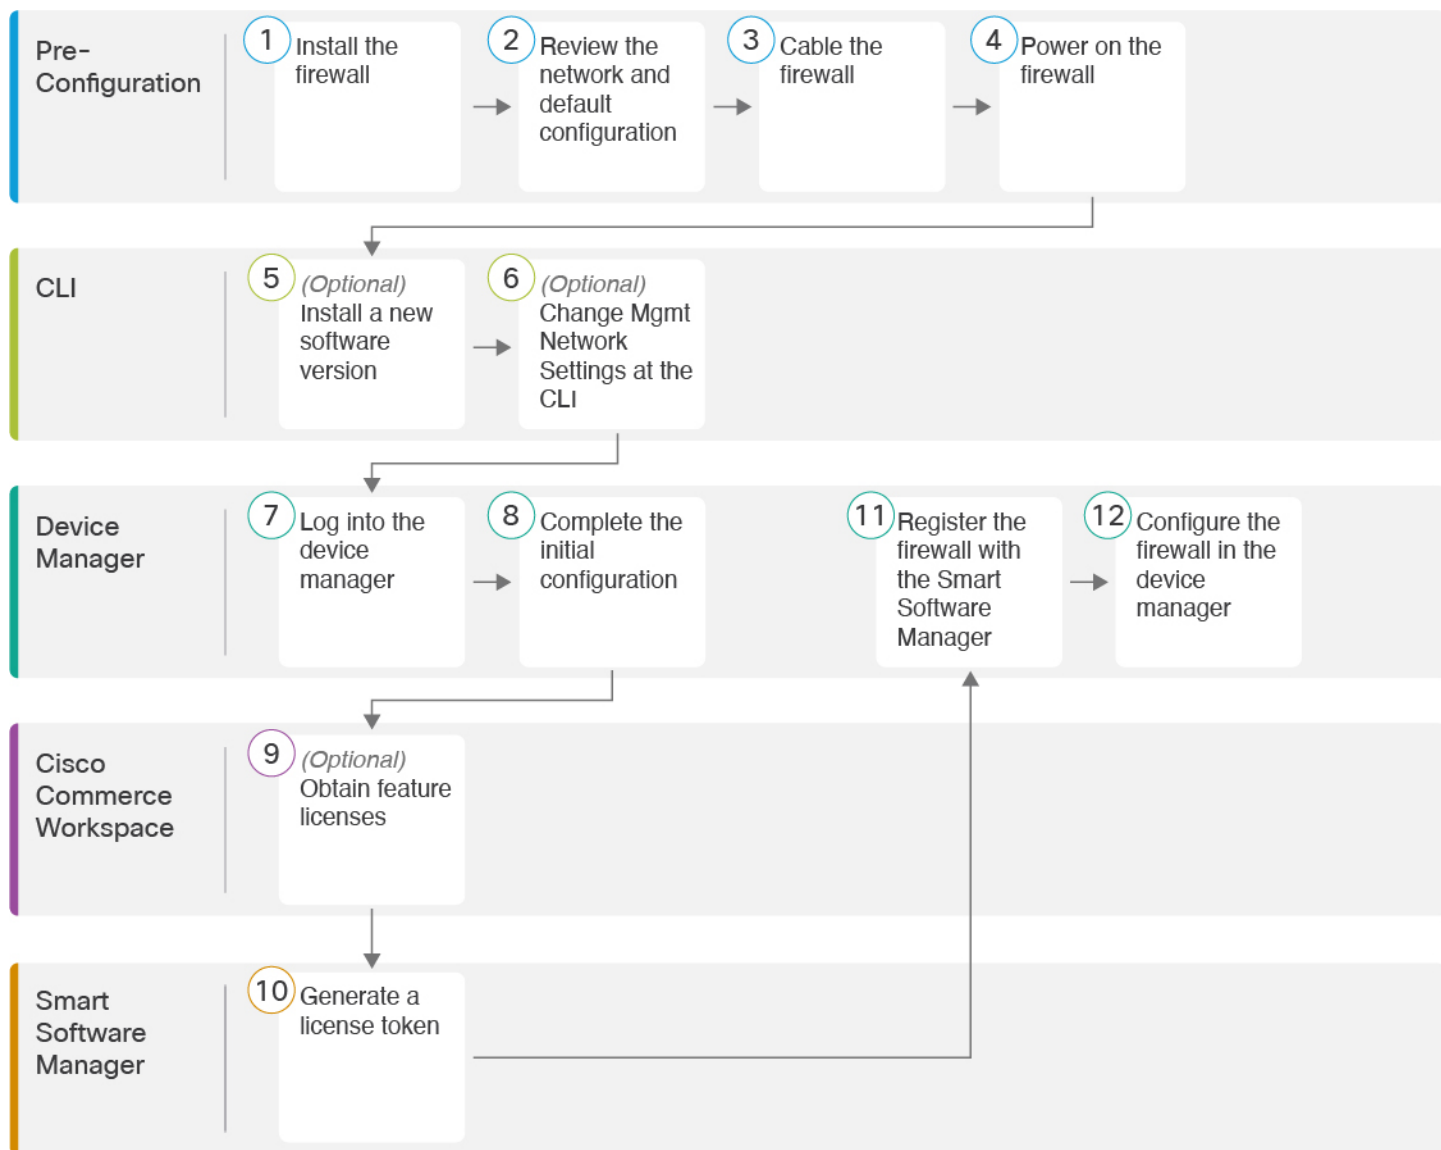 Pre-
Configuration
1
Install the
firewall
2
Review the
network and
default
configuration
3
Cable the
firewall
4
Power on the
firewall
CLI
5
(Optional)
Install a new
software
version
6
(Optional)
Change Mgmt
Network
Settings at the
CLI
Device
Manager
7
Log into the
device
manager
8
Complete the
initial
configuration
11
Register the
firewall with
the Smart
Software
Manager
12
Configure the
firewall in the
device
manager
Cisco
Commerce
Workspace
9
(Optional)
Obtain feature
licenses
Smart
Software
Manager
10
Generate a
license token